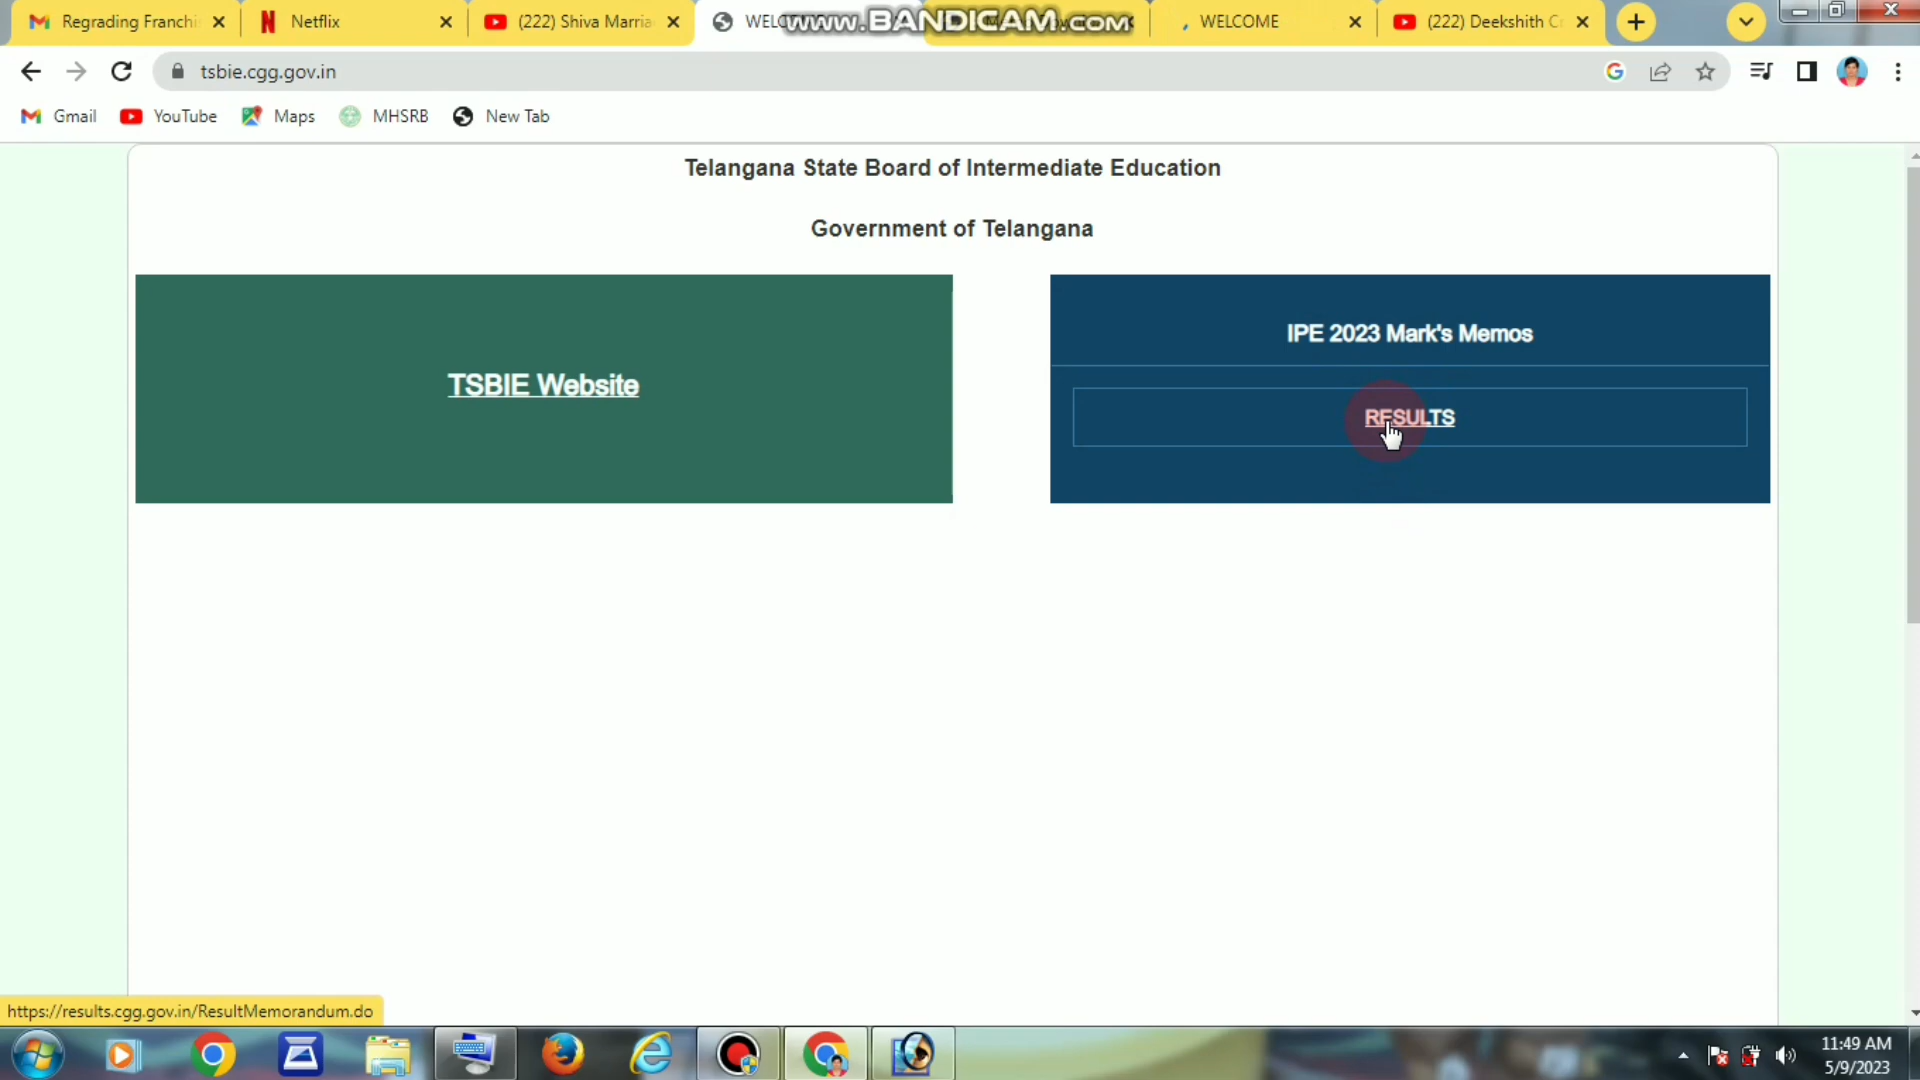 Regrading Franchi
Netflix
(222) Shiva Marria
WELC
www.BANDICAM.com
WELCOME
(222) Deekshith C
tsbie.cgg.gov.in
Gmail
YouTube
Maps
MHSRB
New Tab
Telangana State Board of Intermediate Education
Government of Telangana
TSBIE Website
IPE 2023 Mark's Memos
RESULTS
https://results.cgg.gov.in/ResultMemorandum.do
11:49 AM
5/9/2023